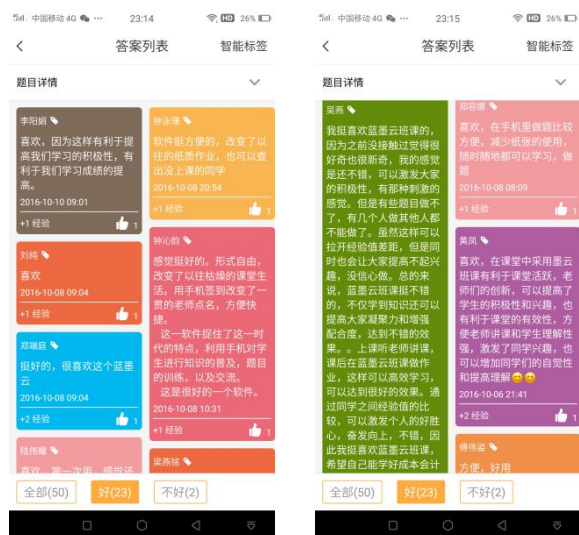 中国移动 4G ··· 23:14 HD 26%
答案列表 智能标签
题目详情
李阳娟
喜欢，因为这样有利于提
高我们学习的积极性，有
利于我们学习成绩的提
高。
2016-10-10 09:01
+1 经验 1
刘纯
喜欢
2016-10-08 09:04
+1 经验 1
郑端庭
挺好的，很喜欢这个蓝墨
云
2016-10-08 09:04
+2 经验 1
陆伟耀
喜欢，第一次用，感觉还
钟泳珊
软件挺方便的，改变了以
往的纸质作业，也可以查
出没上课的同学
2016-10-08 20:54
+1 经验 1
钟沁韵
感觉挺好的。形式自由，
改变了以往枯燥的课堂生
活。用手机签到改变了一
贯的老师点名，方便快
捷。
这一软件捉住了这一时
代的特点，利用手机对学
生进行知识的普及，题目
的训练，以及交流。
这是很好的一个软件。
2016-10-08 10:31
+1 经验 1
梁燕铭
全部(50) 好(23) 不好(2)
中国移动 4G ··· 23:15 HD 26%
答案列表 智能标签
题目详情
吴燕
我挺喜欢蓝墨云班课的，
因为之前没接触过觉得很
好奇也很新奇，我的感觉
是还不错，可以激发大家
的积极性，有那种刺激的
感觉。但是有些题目做不
了，有几个人做其他人都
不能做了。虽然这样可以
拉开经验值差距，但是同
时也会让大家提高不起兴
趣，没信心做。总的来
说，蓝墨云班课挺不错
的，不仅学到知识还可以
提高大家凝聚力和增强
配合度，达到不错的效
果。。上课听老师讲课，
课后在蓝墨云班课做作
业，这样可以高效学习，
可以达到很好的效果。通
过同学之间经验值的比
较，可以激发个人的好胜
心，奋发向上，不错，因
此我挺喜欢蓝墨云班课，
希望自己能学好成本会计
郑容娜
喜欢，在手机里做题比较
方便，减少纸张的使用，
随时随地都可以学习，做
题
2016-10-08 08:09
+1 经验 1
黄凤
喜欢，在课堂中采用墨云
班课有利于课堂活跃，老
师们的创新，可以提高了
学生的积极性和兴趣，也
有利于课堂的有效性，方
便老师讲课和学生理解性
强，激发了同学兴趣，也
可以增加同学们的自觉性
和提高理解😄😄
2016-10-06 21:41
+2 经验 1
傅伟姿
方便，好用
全部(50) 好(23) 不好(2)